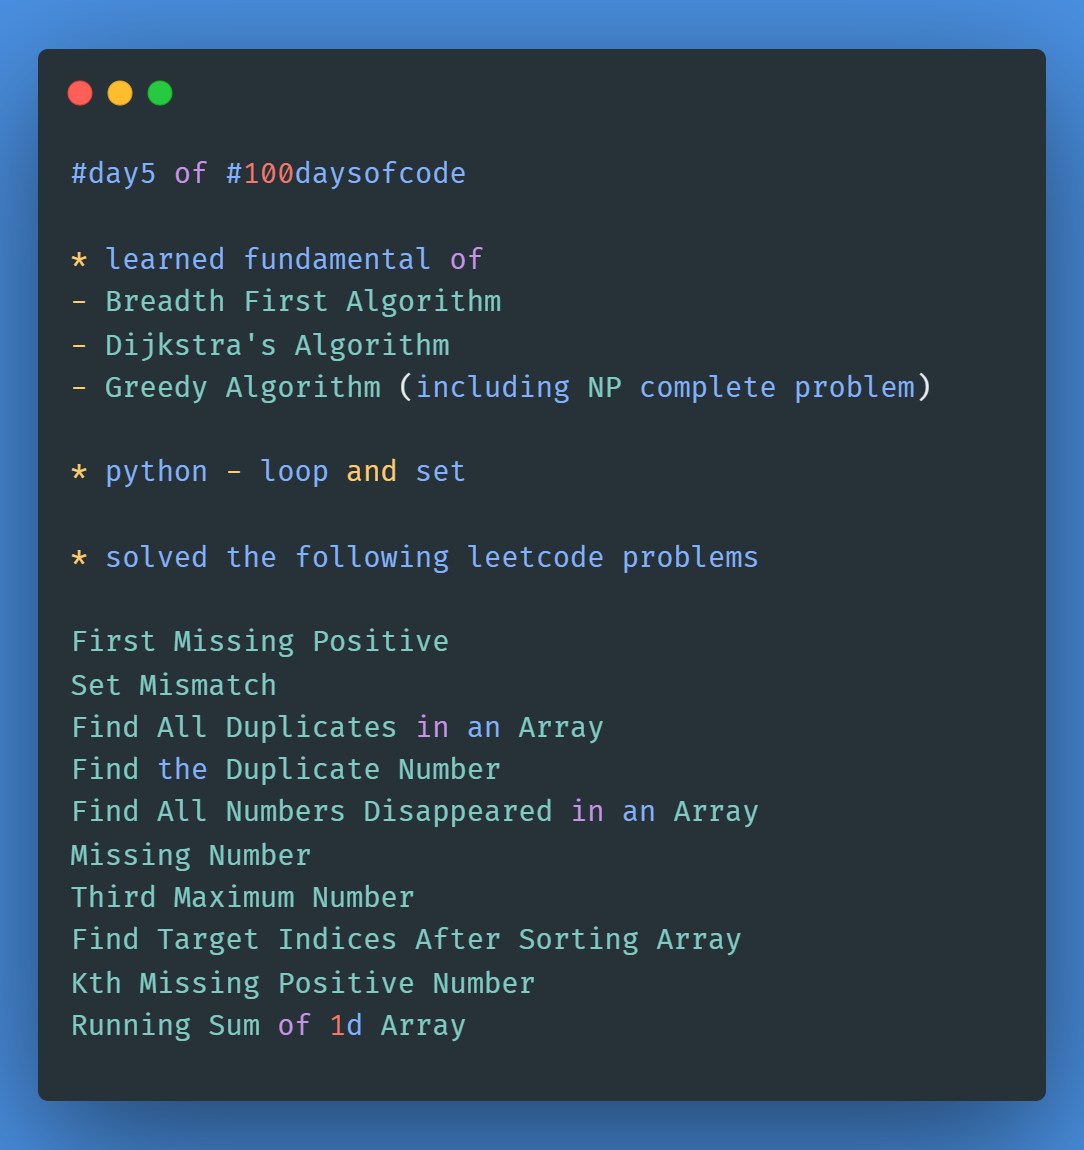 #day5 of #100daysofcode
* learned fundamental of
- Breadth First Algorithm
- Dijkstra's Algorithm
- Greedy Algorithm (including NP complete problem)
* python - loop and set
* solved the following leetcode problems
First Missing Positive
Set Mismatch
Find All Duplicates in an Array
Find the Duplicate Number
Find All Numbers Disappeared in an Array
Missing Number
Third Maximum Number
Find Target Indices After Sorting Array
Kth Missing Positive Number
Running Sum of 1d Array